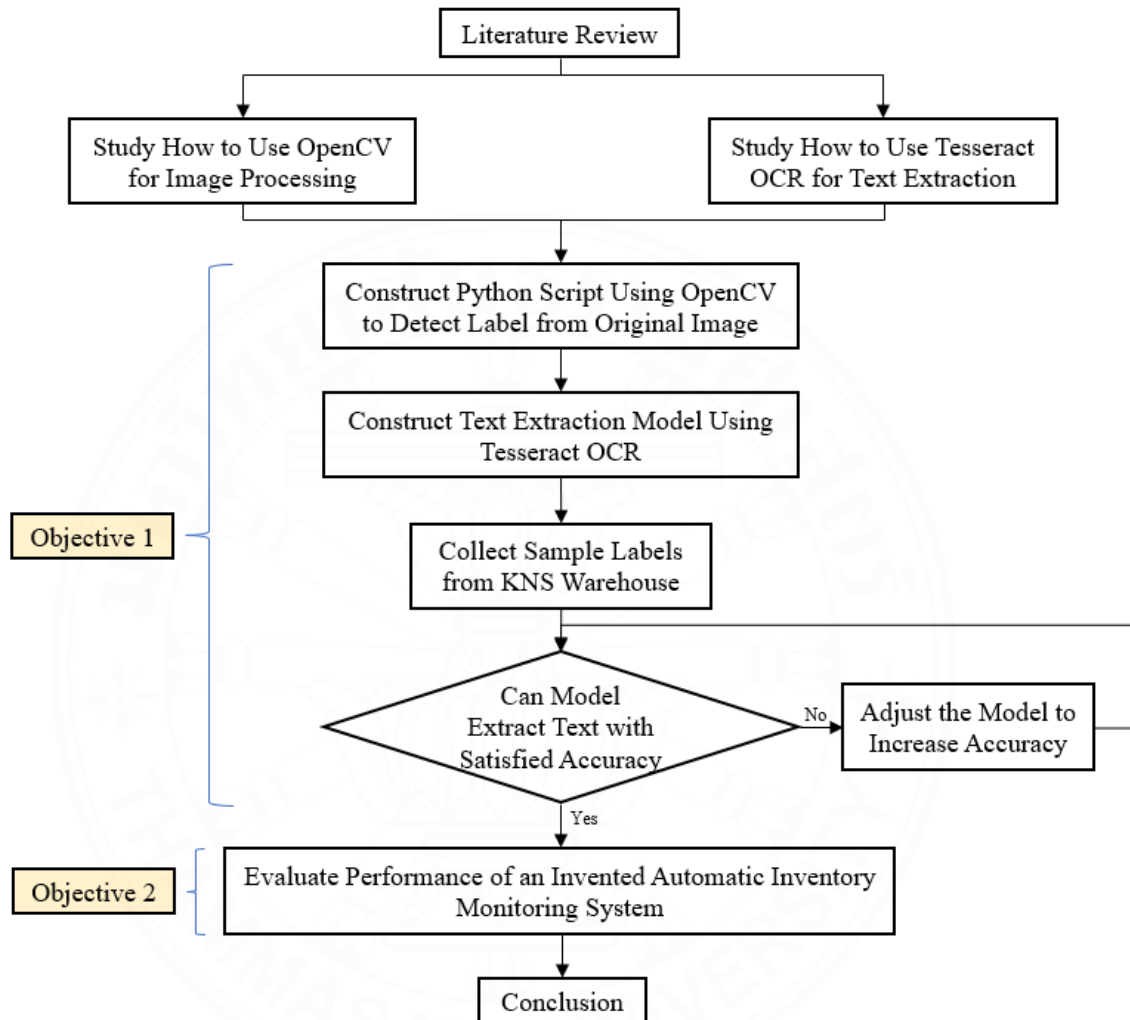 Literature Review
Study How to Use OpenCV
for Image Processing
Study How to Use Tesseract
OCR for Text Extraction
Construct Python Script Using OpenCV
to Detect Label from Original Image
Construct Text Extraction Model Using
Tesseract OCR
Objective 1
Collect Sample Labels
from KNS Warehouse
Can Model
Extract Text with
Satisfied Accuracy
No
Adjust the Model to
Increase Accuracy
Yes
Objective 2
Evaluate Performance of an Invented Automatic Inventory
Monitoring System
Conclusion